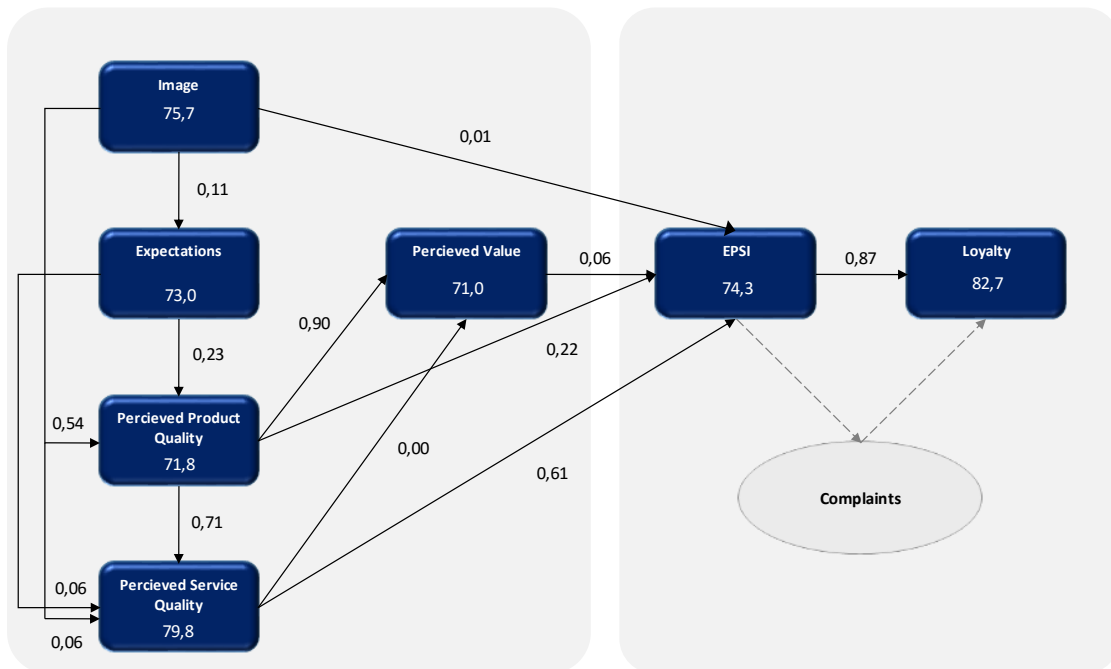 Image
75,7
0,01
0,11
Expectations
73,0
Percieved Value
71,0
0,06
EPSI
74,3
0,87
Loyalty
82,7
0,90
0,23
0,22
Percieved Product
Quality
71,8
0,54
0,00
0,61
Complaints
0,71
Percieved Service
Quality
79,8
0,06
0,06